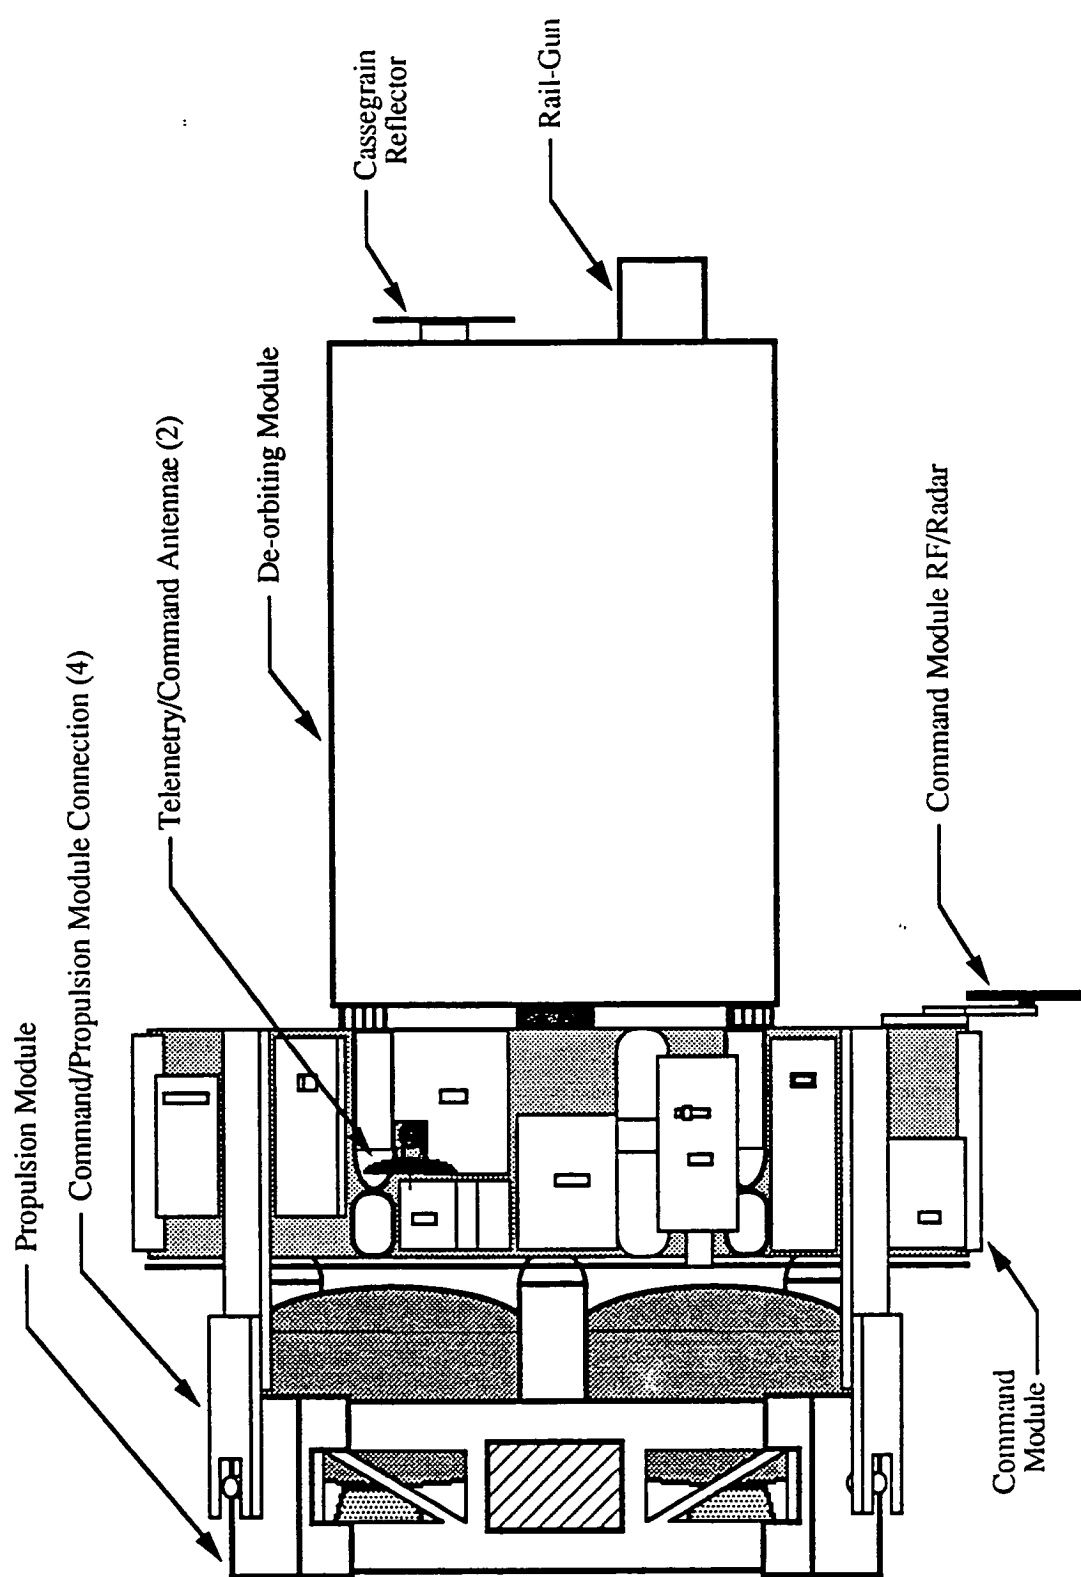 Propulsion Module
Command/Propulsion Module Connection (4)
Telemetry/Command Antennae (2)
De-orbiting Module
Cassegrain
Reflector
Rail-Gun
Command Module RF/Radar
Command
Module